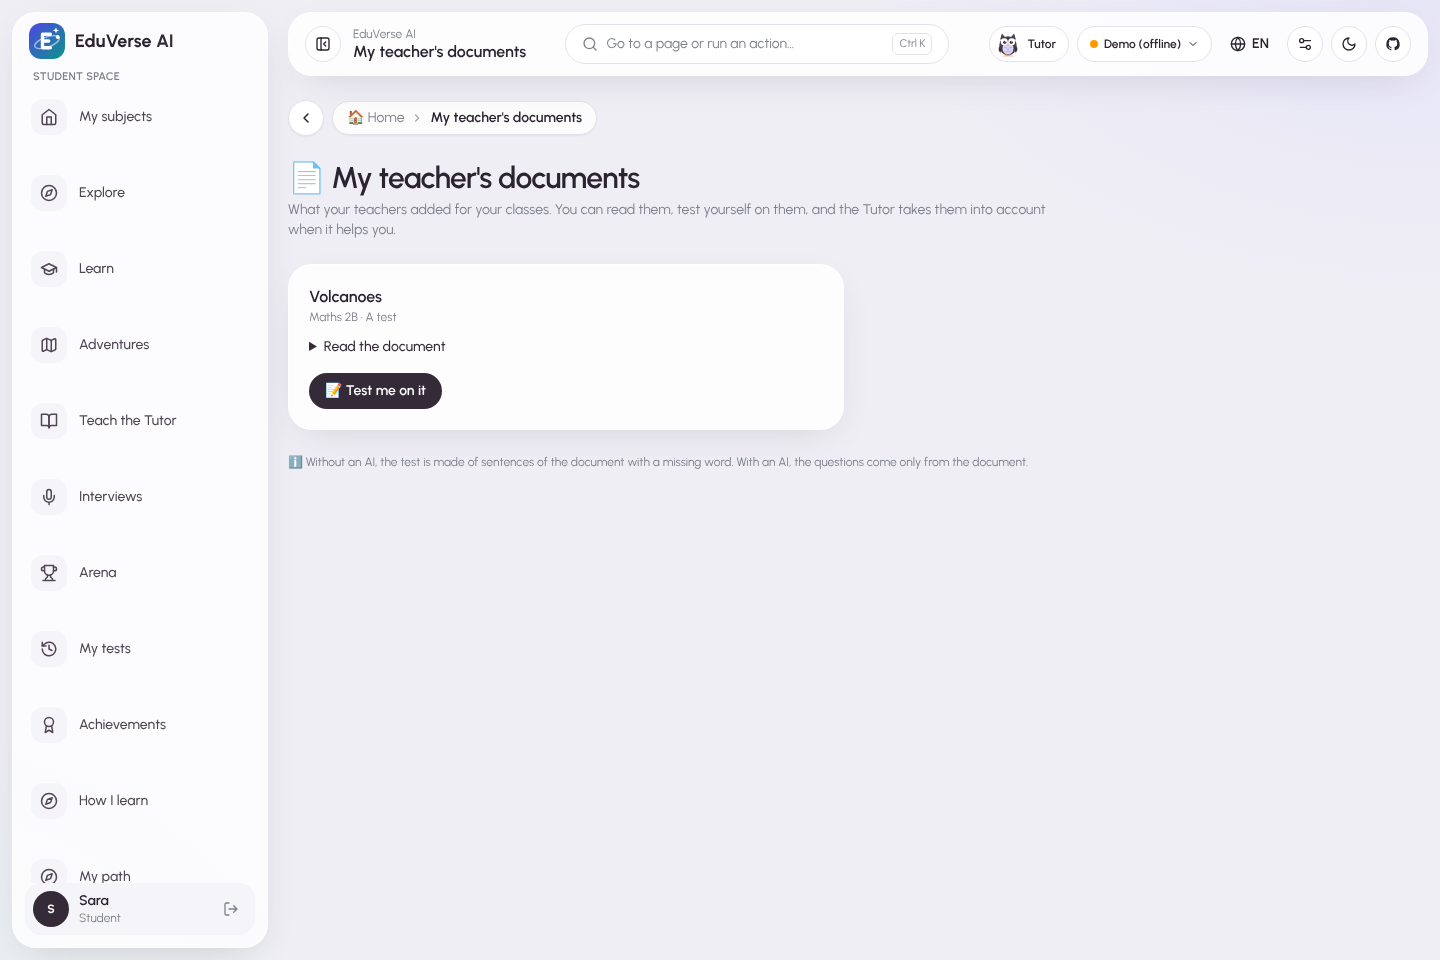 EduVerse AI
STUDENT SPACE
My subjects
Explore
Learn
Adventures
Teach the Tutor
Interviews
Arena
My tests
Achievements
How I learn
My path
S
Sara
Student
EduVerse AI
My teacher's documents
Go to a page or run an action...
Ctrl K
Tutor
Demo (offline)
EN
Home
My teacher's documents
My teacher's documents
What your teachers added for your classes. You can read them, test yourself on them, and the Tutor takes them into account
when it helps you.
Volcanoes
Maths 2B · A test
Read the document
Test me on it
Without an AI, the test is made of sentences of the document with a missing word. With an AI, the questions come only from the document.